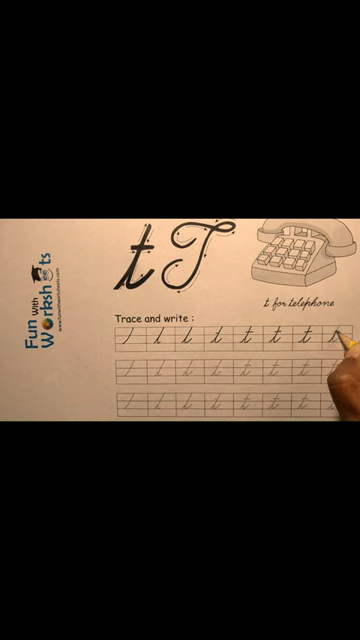 t T
t for telephone
Fun With
Worksheets
www.funwithworksheets.com
Trace and write :
t t t t t
t t t
t t t